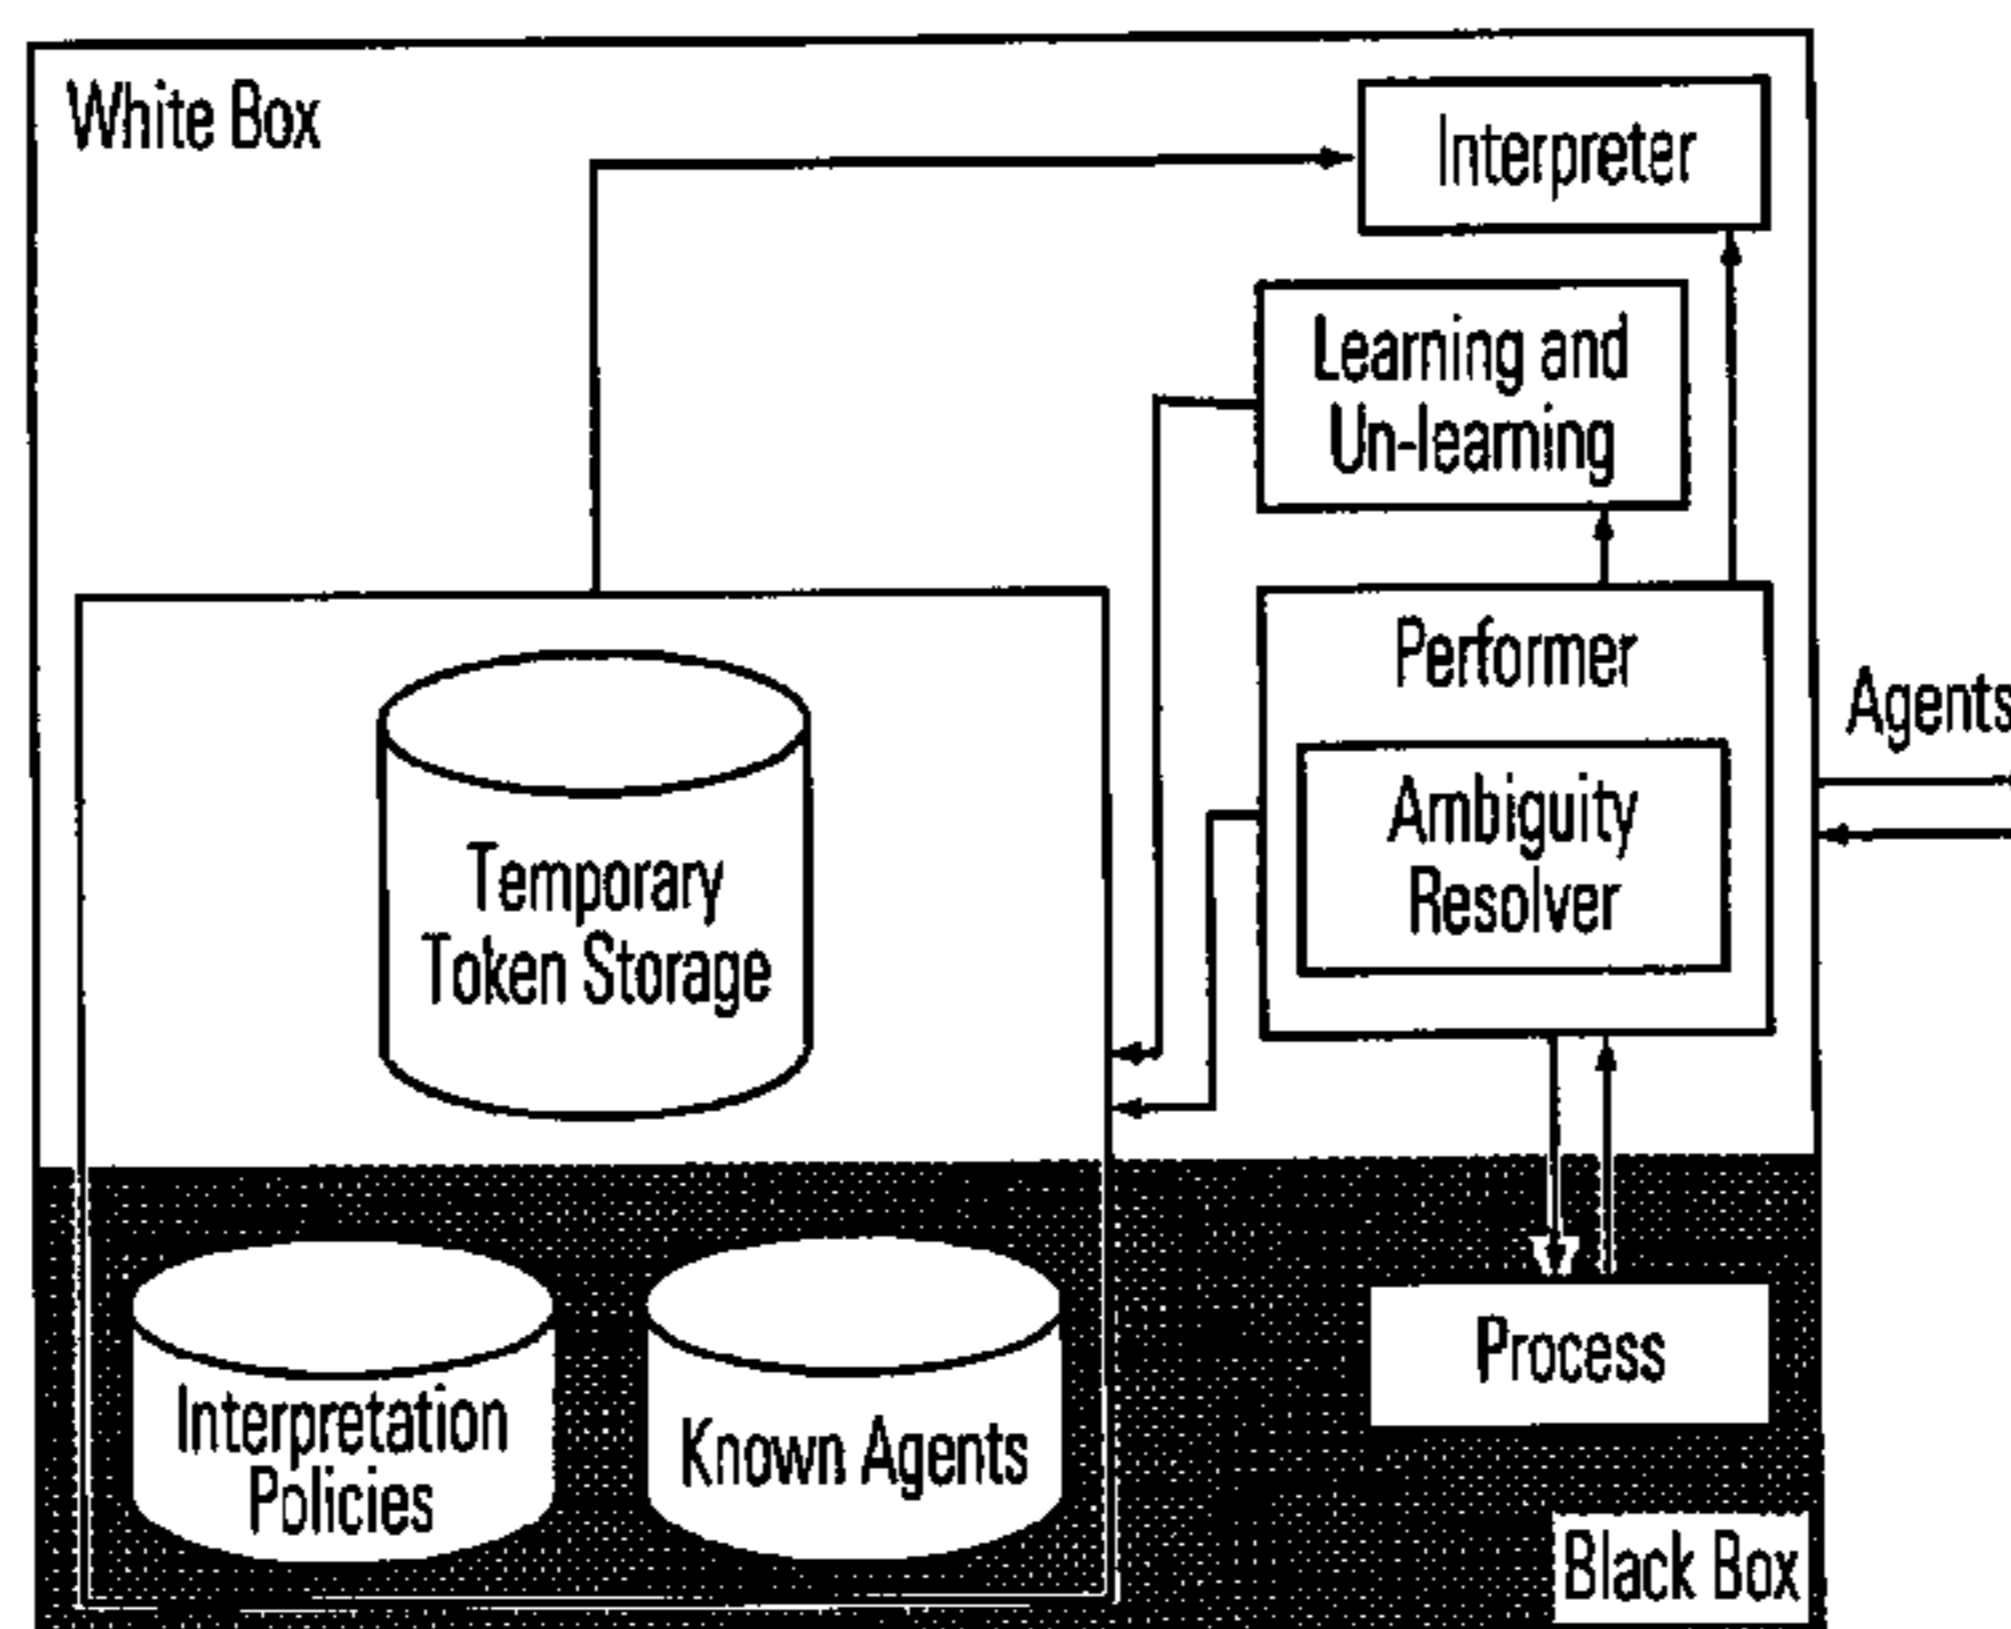 White Box
Interpreter
Learning and
Un-learning
Performer
Ambiguity
Resolver
Agents
Temporary
Token Storage
Interpretation
Policies
Known Agents
Process
Black Box